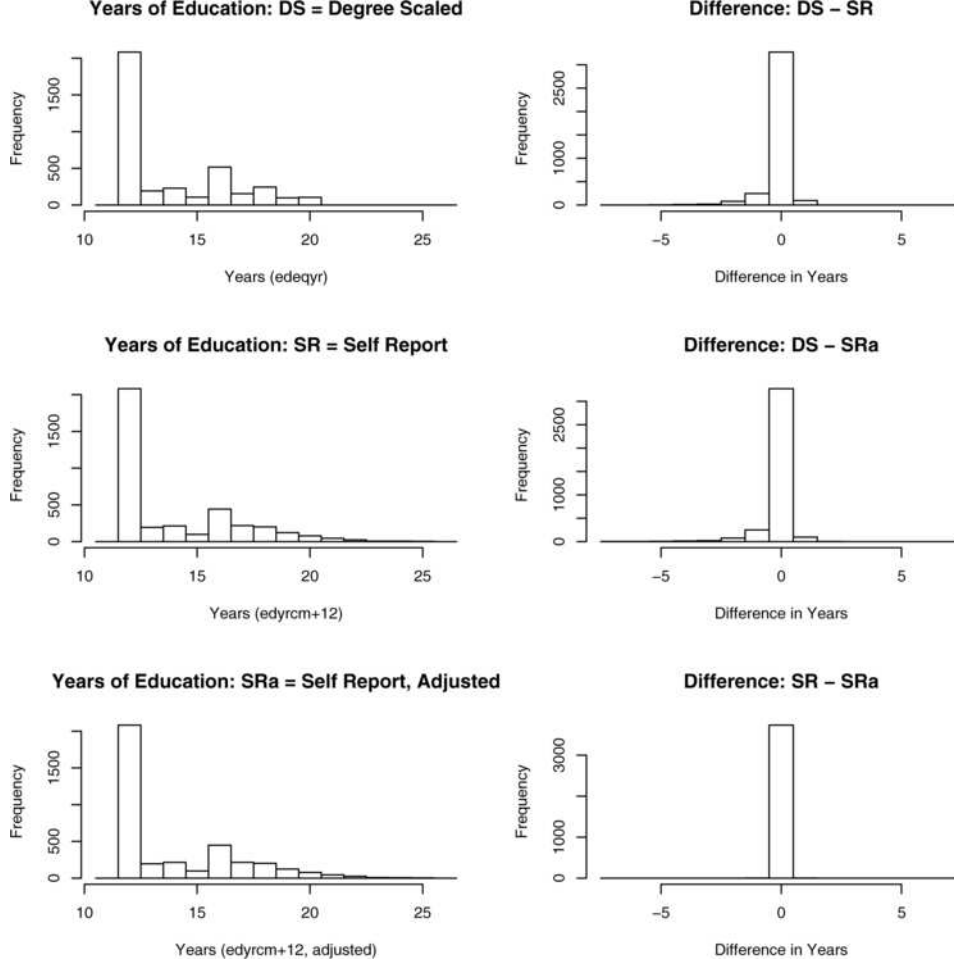 Years of Education: DS = Degree Scaled
Frequency
0
500
1500
10
15
20
25
Years (edeqyr)
Difference: DS − SR
Frequency
0
1000
2500
−5
0
5
Difference in Years
Years of Education: SR = Self Report
Frequency
0
500
1500
10
15
20
25
Years (edyrcm+12)
Difference: DS − SRa
Frequency
0
1000
2500
−5
0
5
Difference in Years
Years of Education: SRa = Self Report, Adjusted
Frequency
0
500
1500
10
15
20
25
Years (edyrcm+12, adjusted)
Difference: SR − SRa
Frequency
0
1000
3000
−5
0
5
Difference in Years